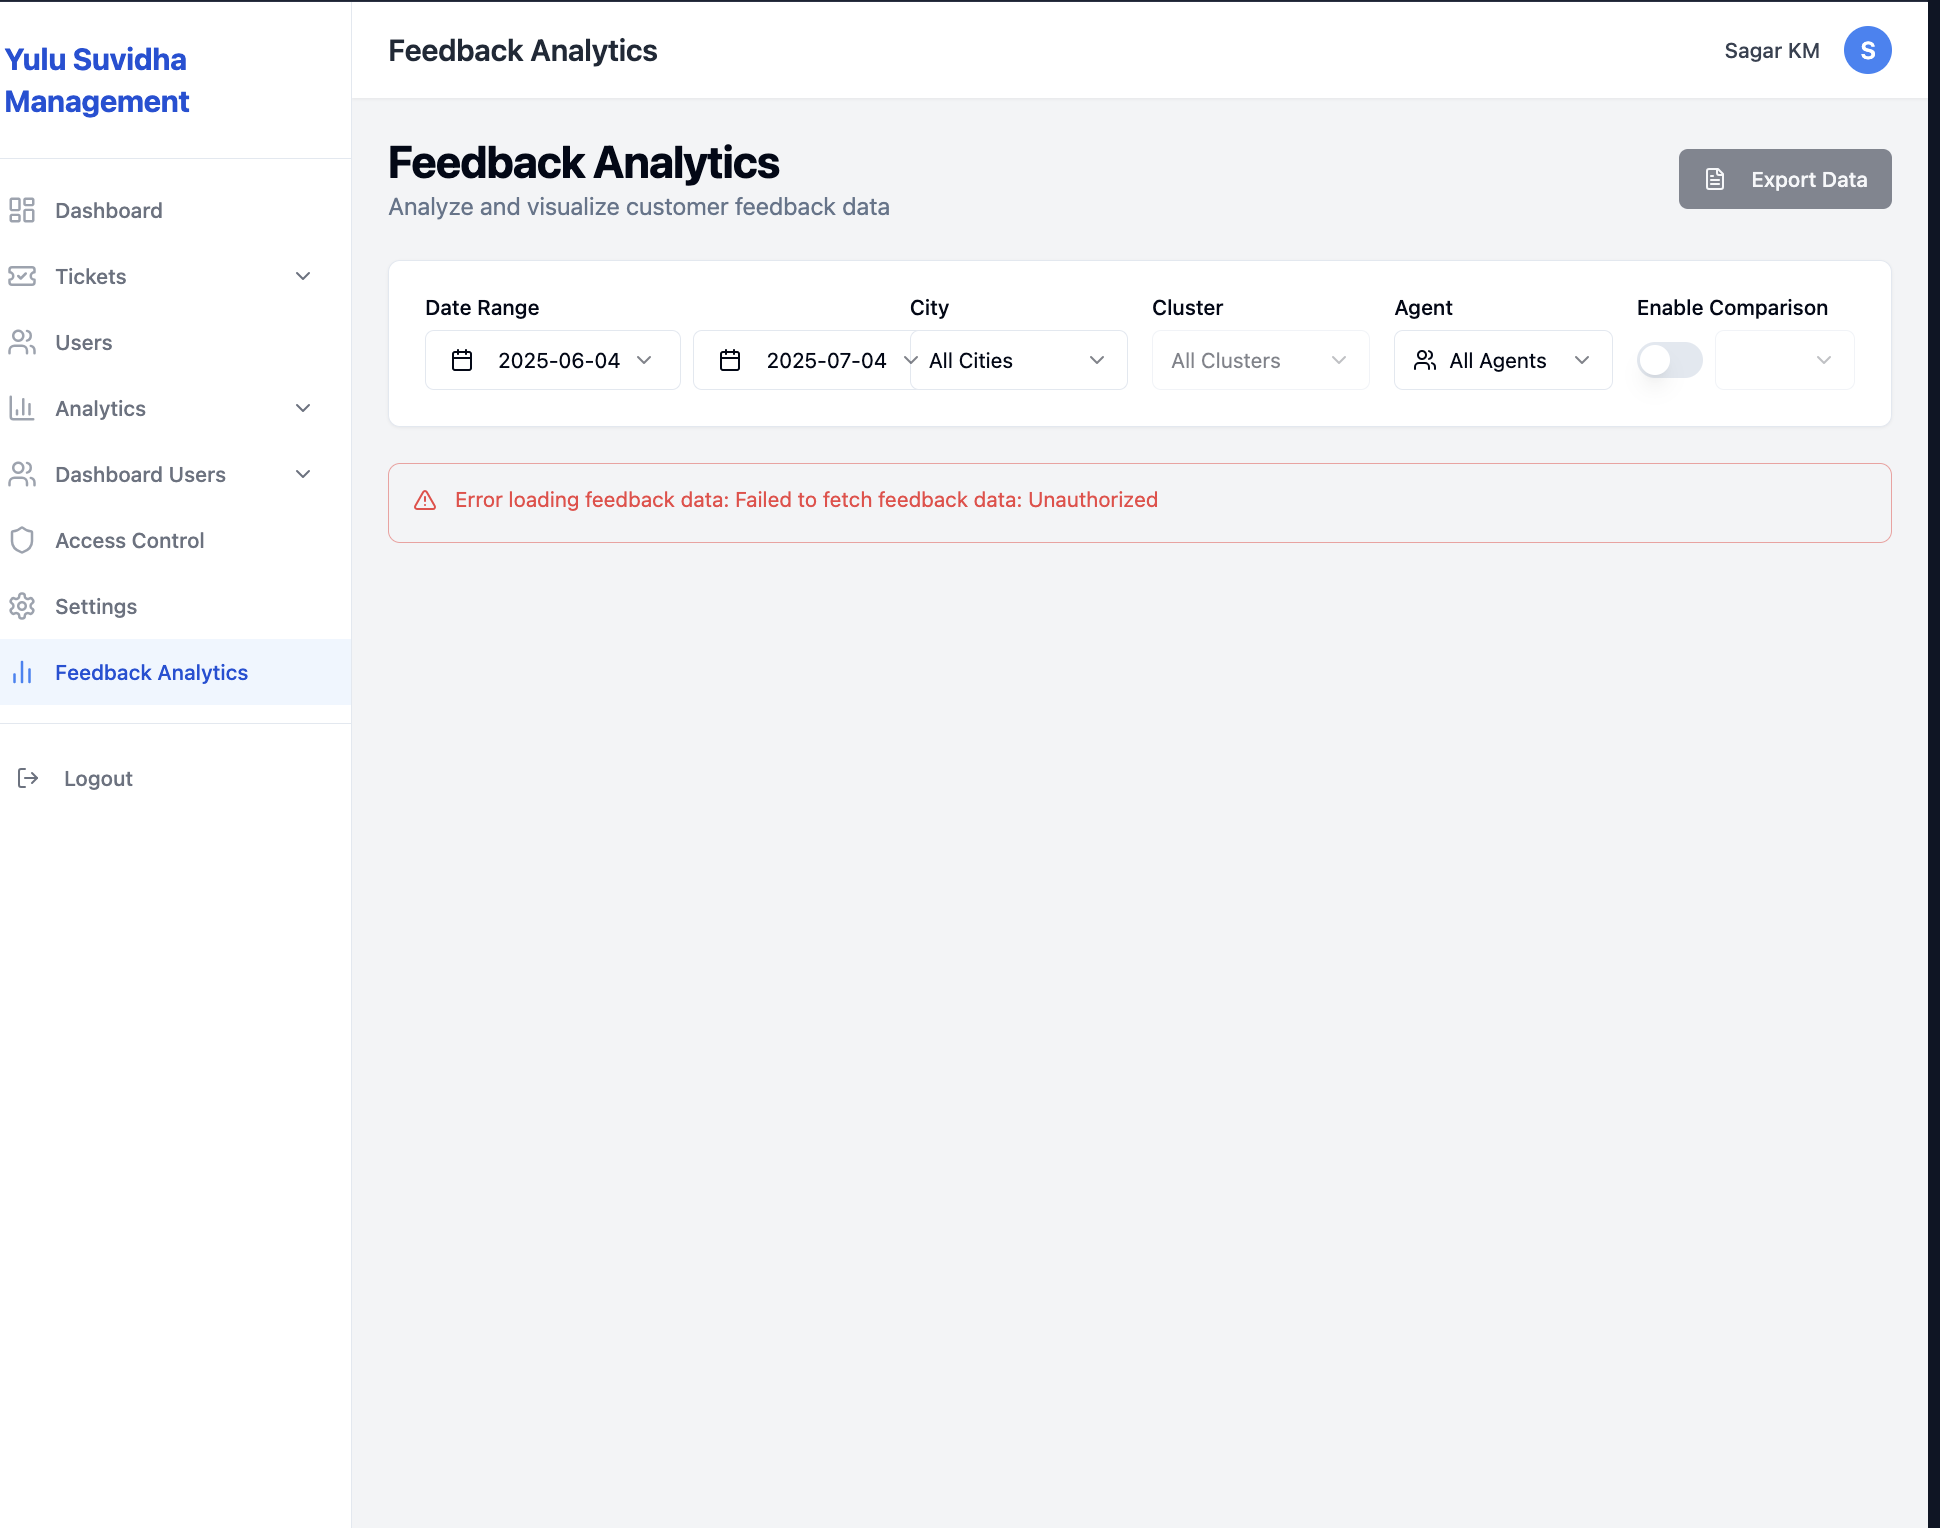 Yulu Suvidha
Management
Dashboard
Tickets
Users
Analytics
Dashboard Users
Access Control
Settings
Feedback Analytics
Logout
Feedback Analytics
Sagar KM
S
Feedback Analytics
Analyze and visualize customer feedback data
Export Data
Date Range
2025-06-04
2025-07-04
City
All Cities
Cluster
All Clusters
Agent
All Agents
Enable Comparison
Error loading feedback data: Failed to fetch feedback data: Unauthorized